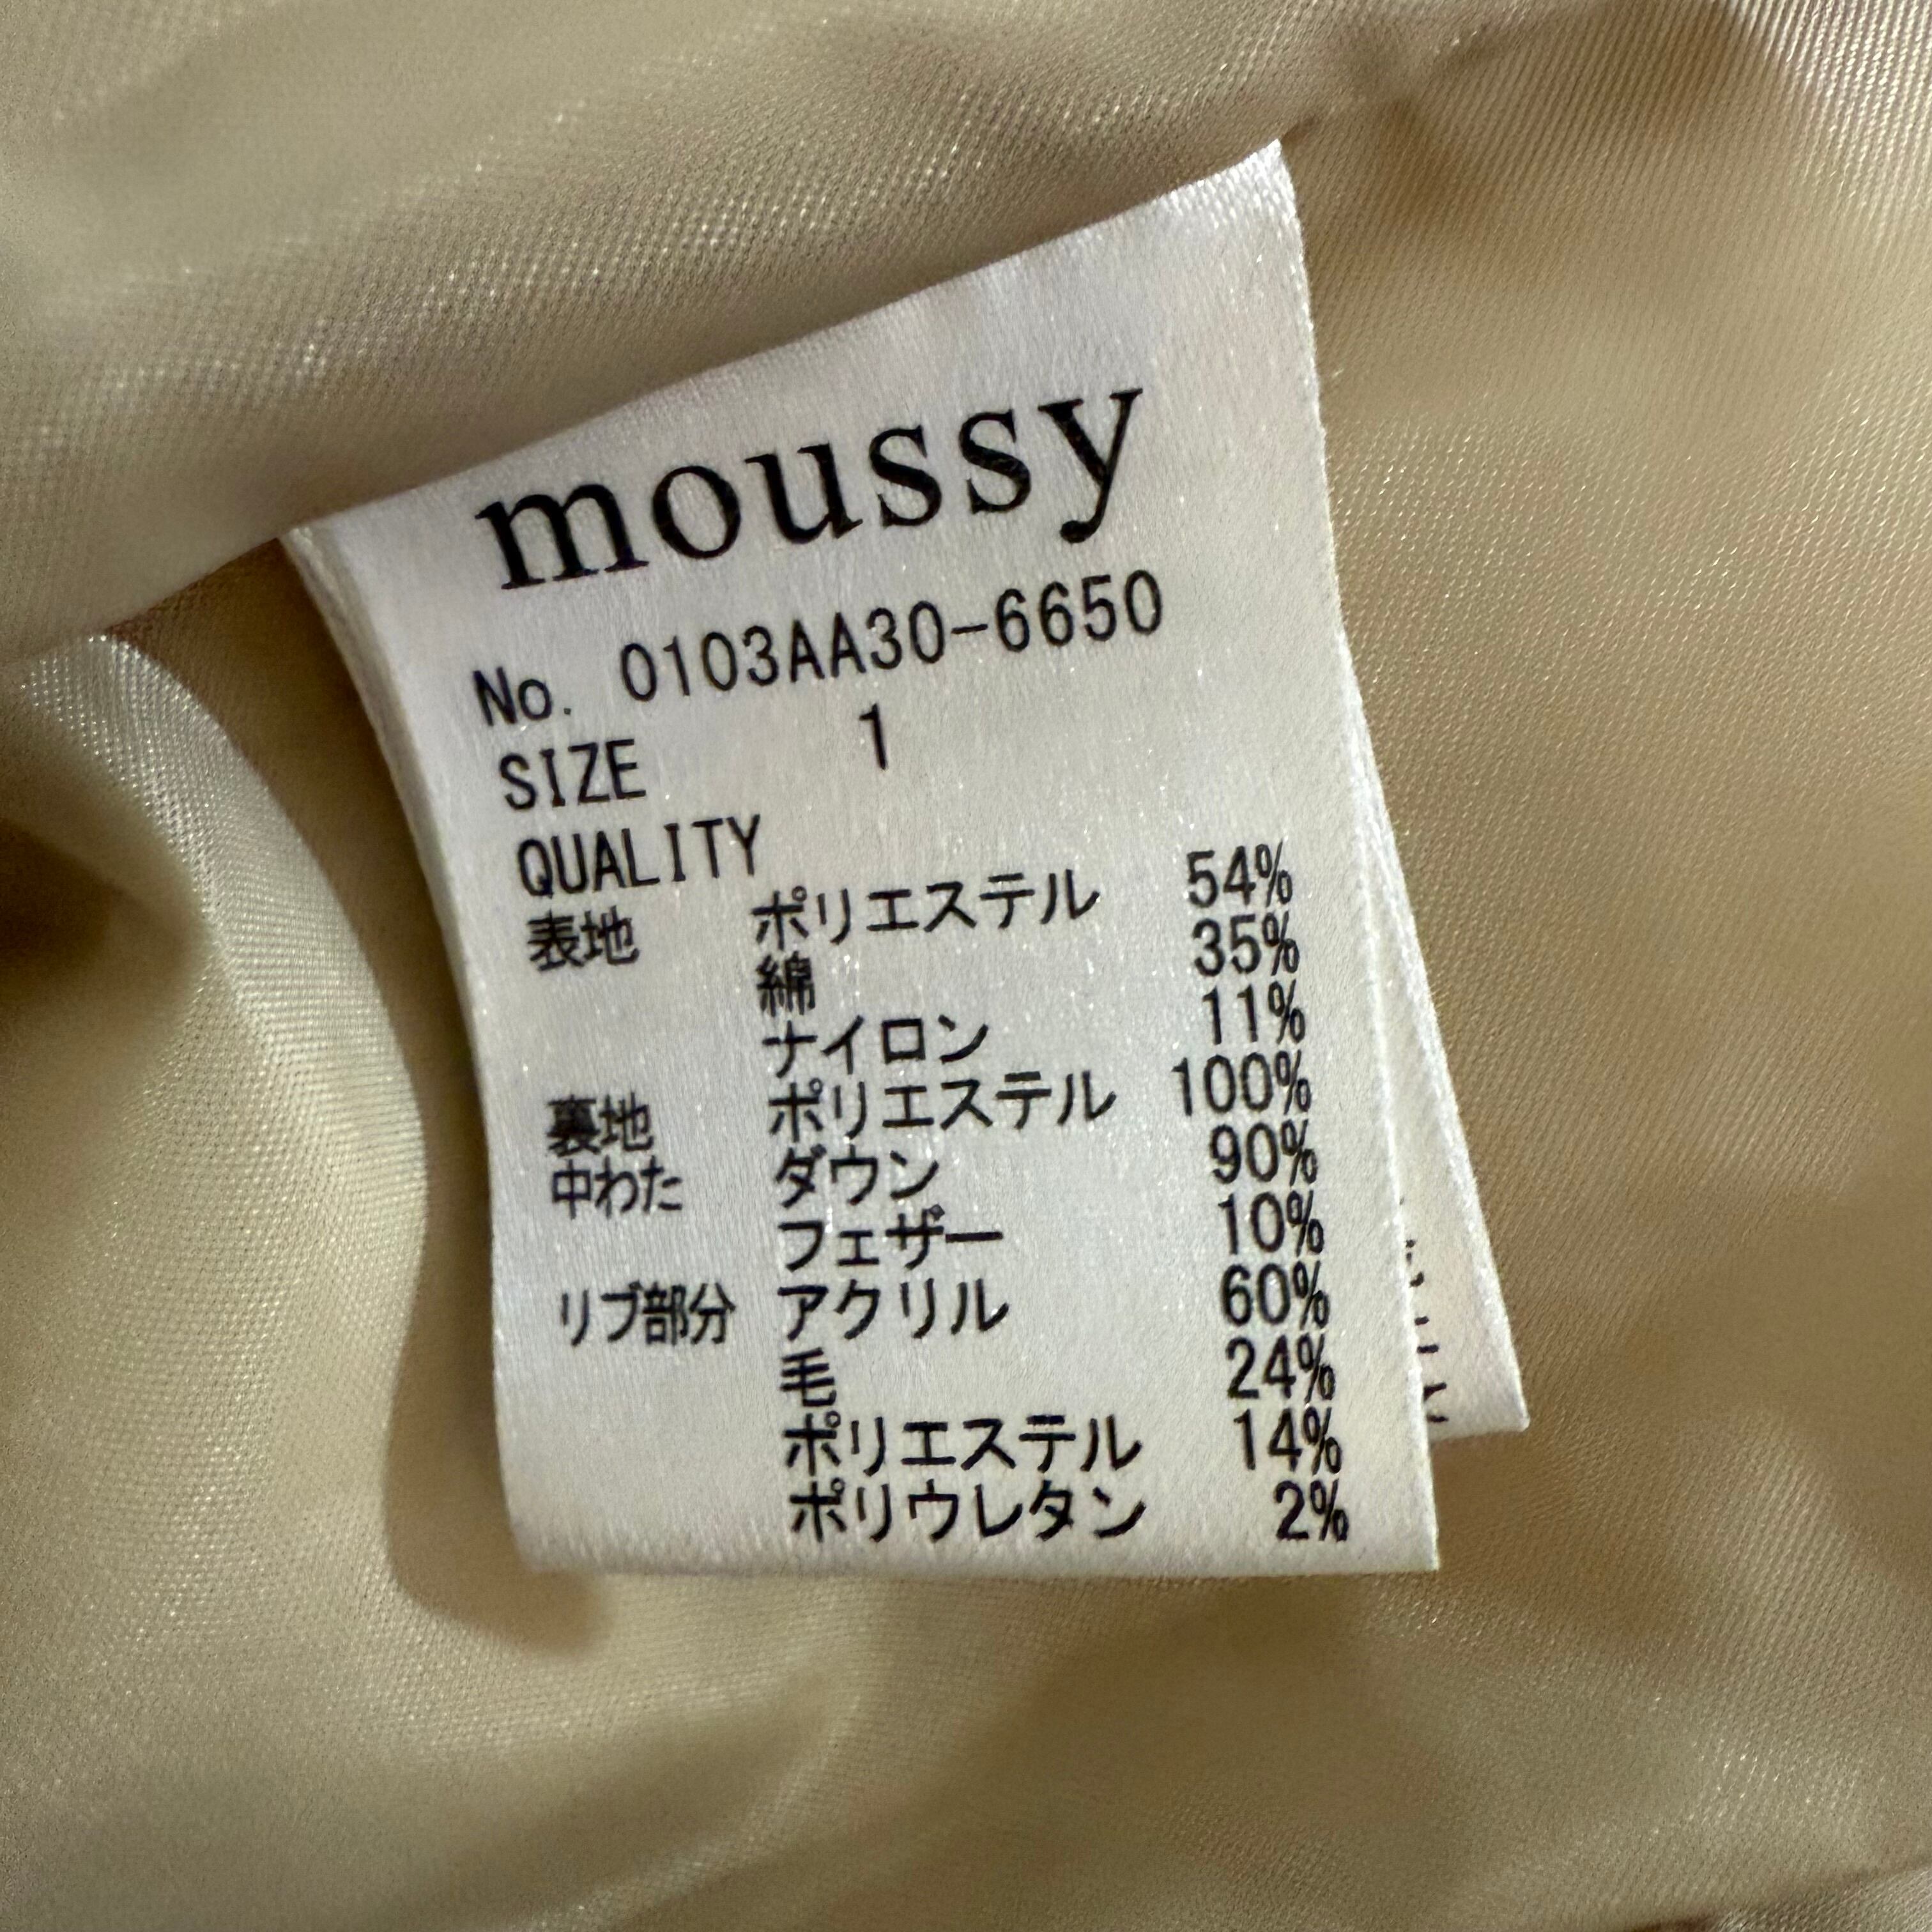 moussy
No. 0103AA30-6650
SIZE 1
QUALITY
表地 ポリエステル 54%
綿 35%
ナイロン 11%
裏地 ポリエステル 100%
中わた ダウン 90%
フェザー 10%
リブ部分 アクリル 60%
毛 24%
ポリエステル 14%
ポリウレタン 2%